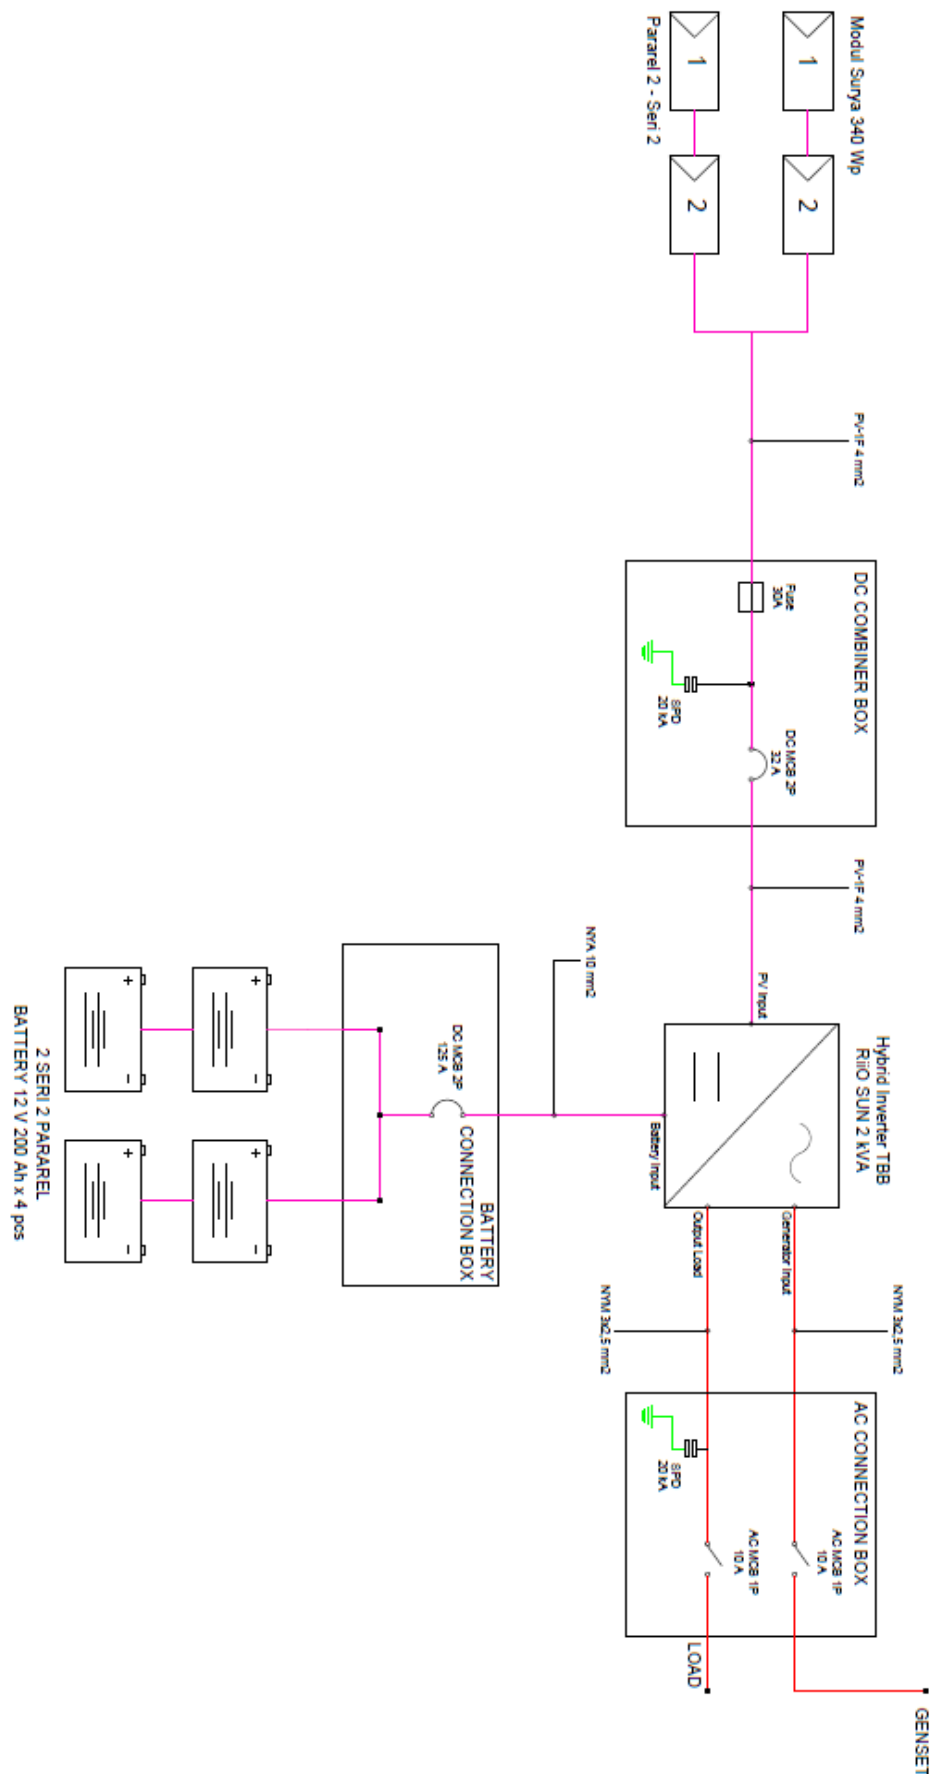 Modul Surya 340 Wp
Pararel 2 - Seri 2
1
2
1
2
PV-1F 4 mm2
DC COMBINER BOX
Fuse
30A
SPD
20 kA
DC MCB 2P
32 A
PV-1F 4 mm2
PV Input
Hybrid Inverter TBB
RiiO SUN 2 kVA
Battery Input
Output Load
Generator Input
NYA 10 mm2
BATTERY
CONNECTION BOX
DC MCB 2P
125 A
+ -
+ -
+ -
+ -
2 SERI 2 PARAREL
BATTERY 12 V 200 Ah x 4 pcs
NYM 3x2,5 mm2
NYM 3x2,5 mm2
AC CONNECTION BOX
SPD
20 kA
AC MCB 1P
10 A
AC MCB 1P
10 A
LOAD
GENSET